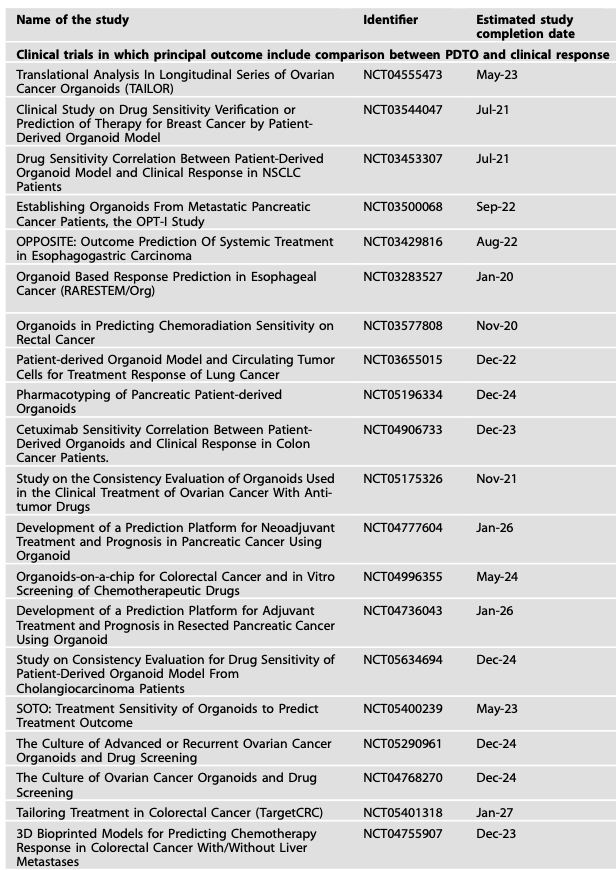 Name of the study Identifier Estimated study
completion date
Clinical trials in which principal outcome include comparison between PDTO and clinical response
Translational Analysis In Longitudinal Series of Ovarian NCT04555473 May-23
Cancer Organoids (TAILOR)
Clinical Study on Drug Sensitivity Verification or NCT03544047 Jul-21
Prediction of Therapy for Breast Cancer by Patient-
Derived Organoid Model
Drug Sensitivity Correlation Between Patient-Derived NCT03453307 Jul-21
Organoid Model and Clinical Response in NSCLC
Patients
Establishing Organoids From Metastatic Pancreatic NCT03500068 Sep-22
Cancer Patients, the OPT-I Study
OPPOSITE: Outcome Prediction Of Systemic Treatment NCT03429816 Aug-22
in Esophagogastric Carcinoma
Organoid Based Response Prediction in Esophageal NCT03283527 Jan-20
Cancer (RARESTEM/Org)
Organoids in Predicting Chemoradiation Sensitivity on NCT03577808 Nov-20
Rectal Cancer
Patient-derived Organoid Model and Circulating Tumor NCT03655015 Dec-22
Cells for Treatment Response of Lung Cancer
Pharmacotyping of Pancreatic Patient-derived NCT05196334 Dec-24
Organoids
Cetuximab Sensitivity Correlation Between Patient- NCT04906733 Dec-23
Derived Organoids and Clinical Response in Colon
Cancer Patients.
Study on the Consistency Evaluation of Organoids Used NCT05175326 Nov-21
in the Clinical Treatment of Ovarian Cancer With Anti-
tumor Drugs
Development of a Prediction Platform for Neoadjuvant NCT04777604 Jan-26
Treatment and Prognosis in Pancreatic Cancer Using
Organoid
Organoids-on-a-chip for Colorectal Cancer and in Vitro NCT04996355 May-24
Screening of Chemotherapeutic Drugs
Development of a Prediction Platform for Adjuvant NCT04736043 Jan-26
Treatment and Prognosis in Resected Pancreatic Cancer
Using Organoid
Study on Consistency Evaluation for Drug Sensitivity of NCT05634694 Dec-24
Patient-Derived Organoid Model From
Cholangiocarcinoma Patients
SOTO: Treatment Sensitivity of Organoids to Predict NCT05400239 May-23
Treatment Outcome
The Culture of Advanced or Recurrent Ovarian Cancer NCT05290961 Dec-24
Organoids and Drug Screening
The Culture of Ovarian Cancer Organoids and Drug NCT04768270 Dec-24
Screening
Tailoring Treatment in Colorectal Cancer (TargetCRC) NCT05401318 Jan-27
3D Bioprinted Models for Predicting Chemotherapy NCT04755907 Dec-23
Response in Colorectal Cancer With/Without Liver
Metastases